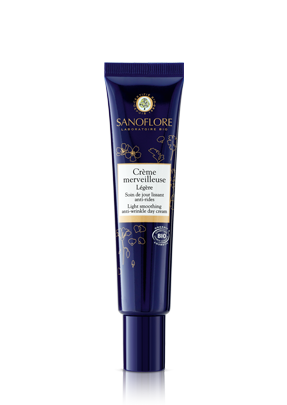 SANOFLORE
LABORATOIRE BIO
Crème
merveilleuse
Légère
Soin de jour lissant
anti-rides
Light smoothing
anti-wrinkle day cream
BIO